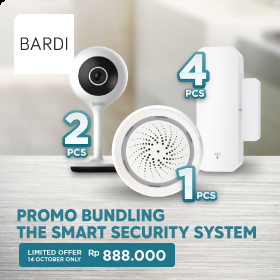 BARDI
BARDI
4
PCS
2
PCS
1 PCS
PROMO BUNDLING
THE SMART SECURITY SYSTEM
LIMITED OFFER
14 OCTOBER ONLY
Rp 888.000